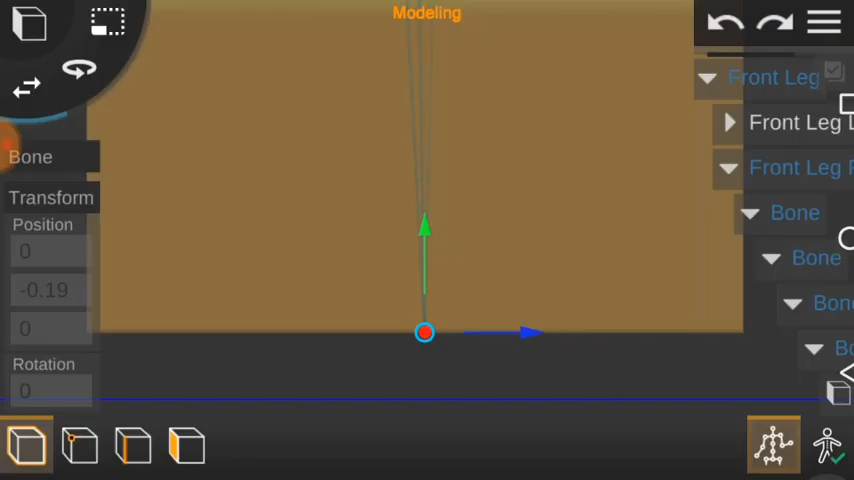 Modeling
Bone
Transform
Position
0
-0.19
0
Rotation
0
Front Leg
Front Leg
Front Leg
Bone
Bone